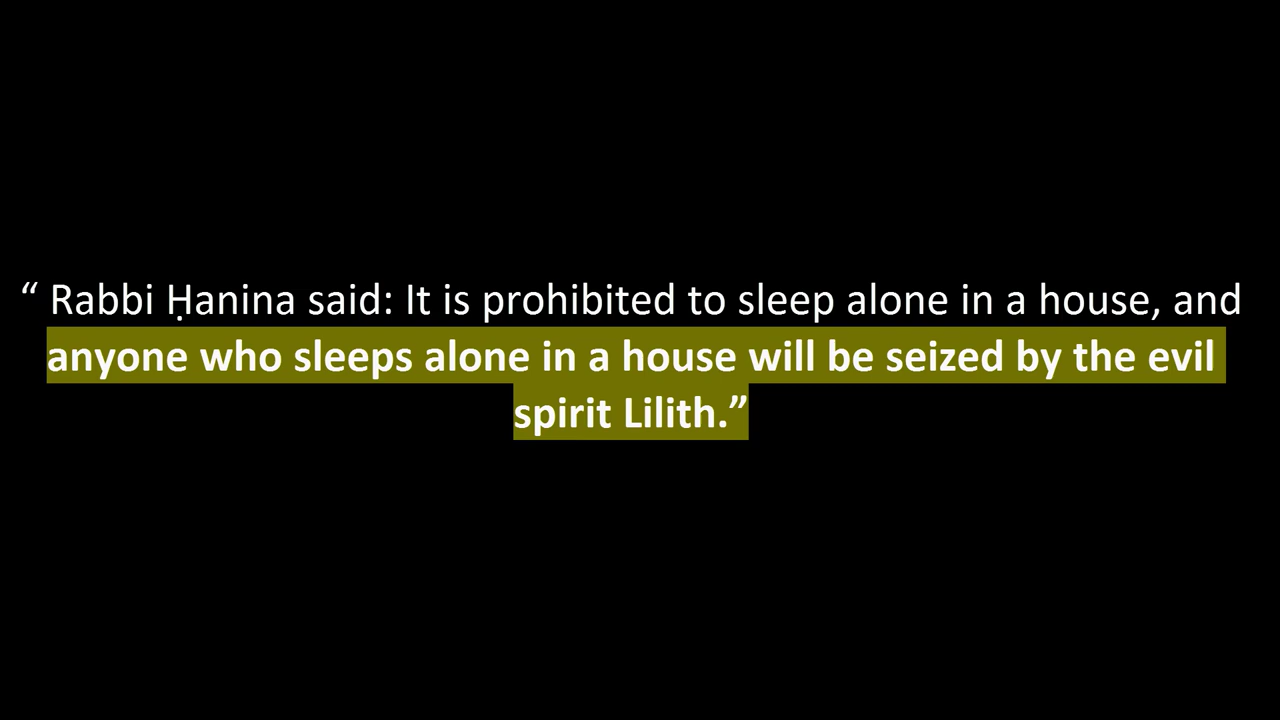 “ Rabbi Ḥanina said: It is prohibited to sleep alone in a house, and
anyone who sleeps alone in a house will be seized by the evil
spirit Lilith.”